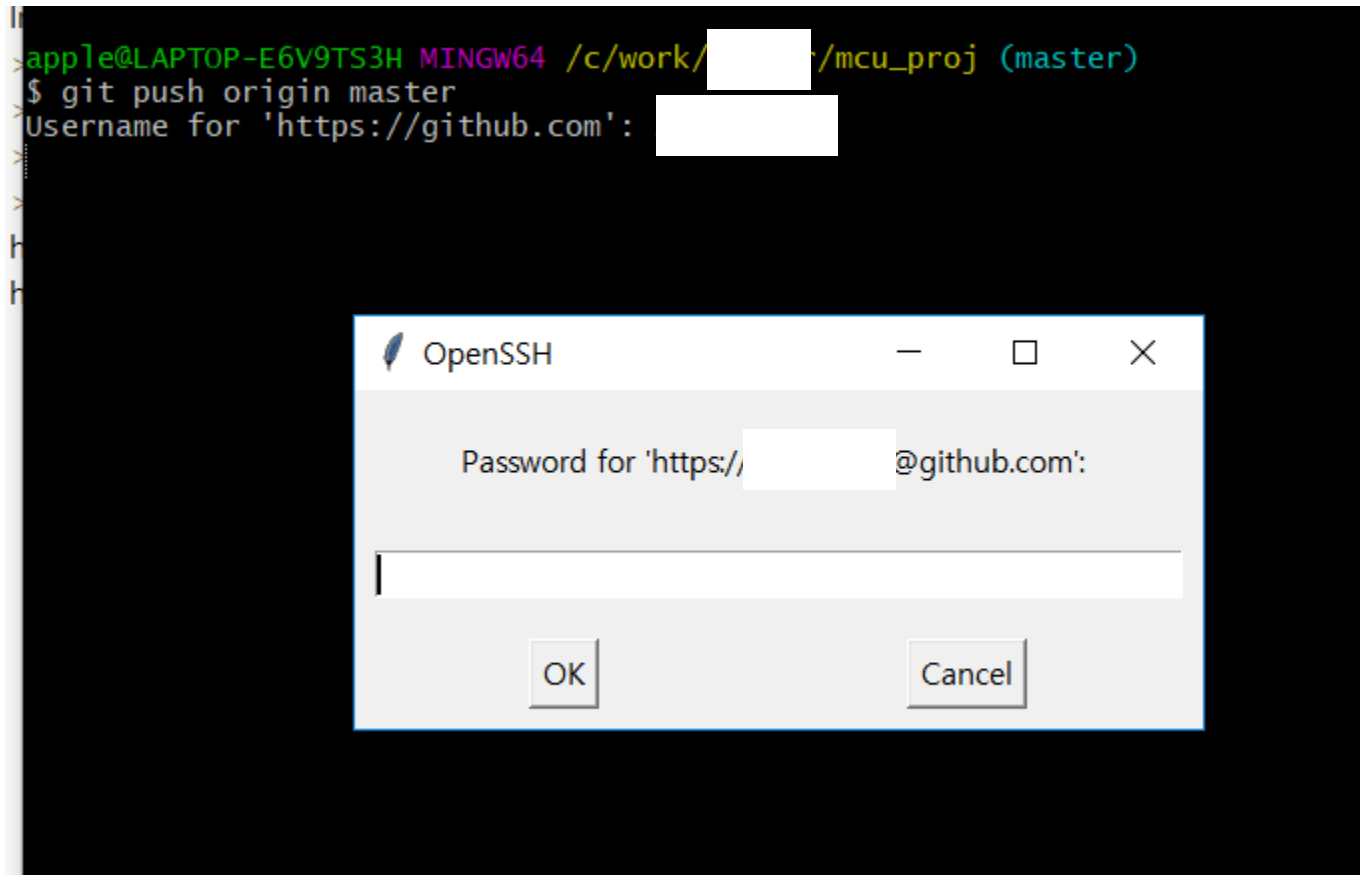 apple@LAPTOP-E6V9TS3H MINGW64 /c/work/ r/mcu_proj (master)
$ git push origin master
Username for 'https://github.com':
OpenSSH
Password for 'https:// @github.com':
OK Cancel